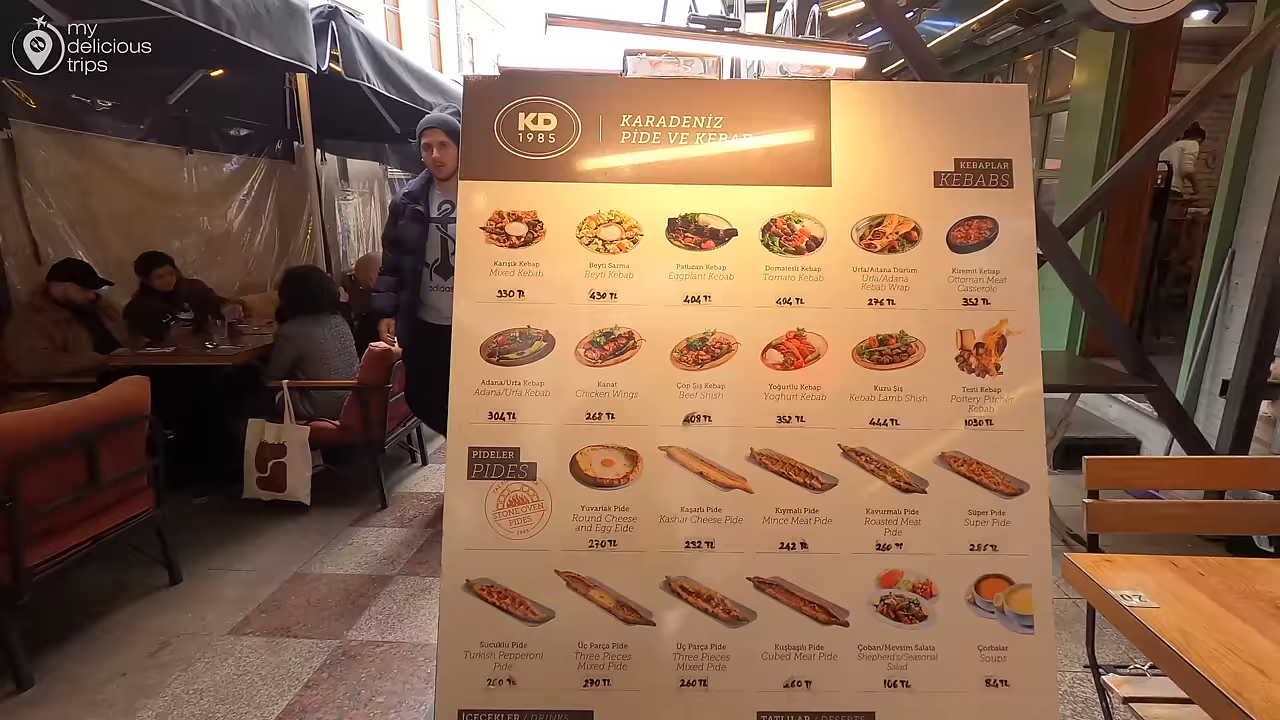 my
delicious
trips
KD
1985
KARADENİZ
PİDE VE KEBAP
KEBAPLAR
KEBABS
Karışık Kebap
Mixed Kebab
930 TL
Beyti Sarma
Beyti Kebab
430 TL
Patlıcan Kebap
Eggplant Kebab
404 TL
Domatesli Kebap
Tomato Kebab
404 TL
Urfa/Adana Dürüm
Urfa/Adana
Kebab Wrap
276 TL
Kiremit Kebap
Ottoman Meat
Casserole
352 TL
Adana/Urfa Kebap
Adana/Urfa Kebab
304 TL
Kanat
Chicken Wings
268 TL
Çöp Şiş Kebap
Beef Shish
408 TL
Yoğurtlu Kebap
Yoghurt Kebab
352 TL
Kuzu Şiş
Kebab Lamb Shish
444 TL
Testi Kebap
Pottery Pitcher
Kebab
1030 TL
PİDELER
PIDES
STONE OVEN
PIDES
Yuvarlak Pide
Round Cheese
and Egg Eide
270 TL
Kaşarlı Pide
Kashar Cheese Pide
232 TL
Kıymalı Pide
Mince Meat Pide
242 TL
Kavurmalı Pide
Roasted Meat
Pide
260 TL
Süper Pide
Super Pide
Sucuklu Pide
Turkish Pepperoni
Pide
260 TL
Üç Parça Pide
Three Pieces
Mixed Pide
270 TL
Üç Parça Pide
Three Pieces
Mixed Pide
260 TL
Kuşbaşılı Pide
Cubed Meat Pide
260 TL
Çoban/Mevsim Salata
Shepherd's/Seasonal
Salad
106 TL
Çorbalar
Soups
84 TL
İÇECEKLER / DRINKS
TATLILAR / DESSERTS
adidas
20